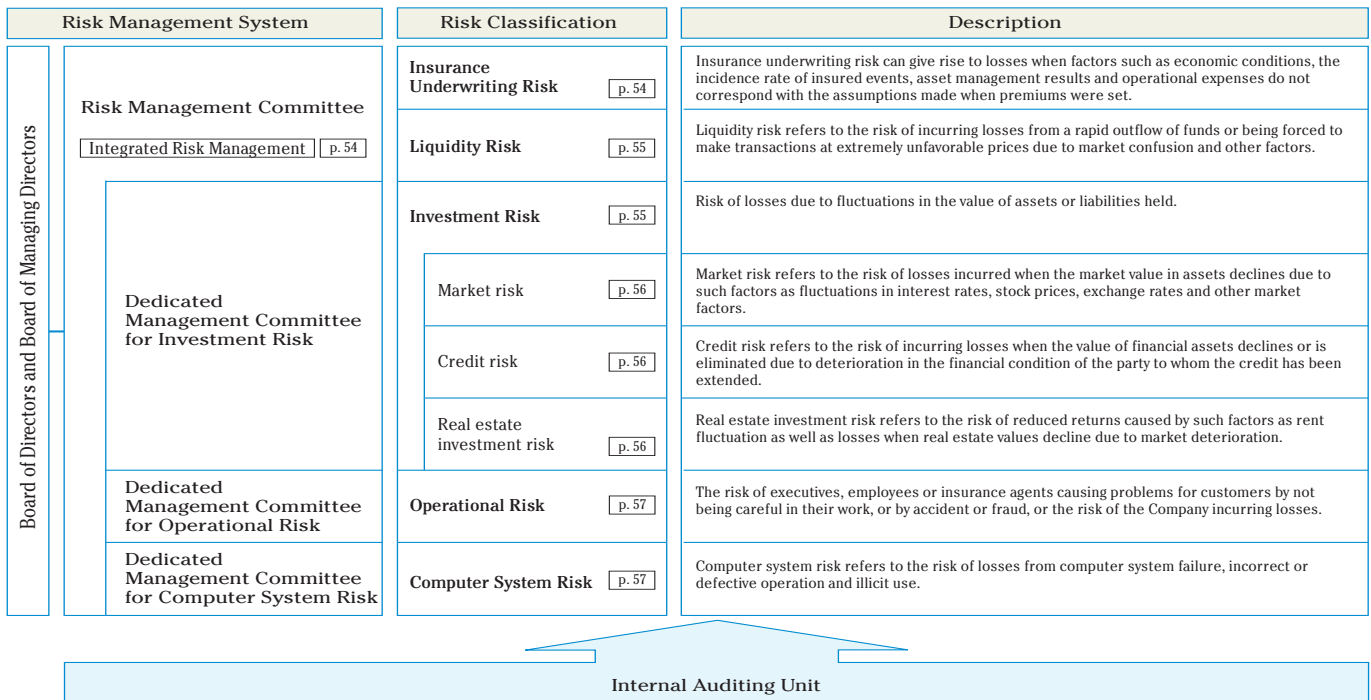 Risk Management System
Risk Classification
Description
Board of Directors and Board of Managing Directors
Risk Management Committee
Integrated Risk Management p. 54
Insurance
Underwriting Risk p. 54
Insurance underwriting risk can give rise to losses when factors such as economic conditions, the
incidence rate of insured events, asset management results and operational expenses do not
correspond with the assumptions made when premiums were set.
Liquidity Risk p. 55
Liquidity risk refers to the risk of incurring losses from a rapid outflow of funds or being forced to
make transactions at extremely unfavorable prices due to market confusion and other factors.
Dedicated
Management Committee
for Investment Risk
Investment Risk p. 55
Risk of losses due to fluctuations in the value of assets or liabilities held.
Market risk p. 56
Market risk refers to the risk of losses incurred when the market value in assets declines due to
such factors as fluctuations in interest rates, stock prices, exchange rates and other market
factors.
Credit risk p. 56
Credit risk refers to the risk of incurring losses when the value of financial assets declines or is
eliminated due to deterioration in the financial condition of the party to whom the credit has been
extended.
Real estate
investment risk p. 56
Real estate investment risk refers to the risk of reduced returns caused by such factors as rent
fluctuation as well as losses when real estate values decline due to market deterioration.
Dedicated
Management Committee
for Operational Risk
Operational Risk p. 57
The risk of executives, employees or insurance agents causing problems for customers by not
being careful in their work, or by accident or fraud, or the risk of the Company incurring losses.
Dedicated
Management Committee
for Computer System Risk
Computer System Risk p. 57
Computer system risk refers to the risk of losses from computer system failure, incorrect or
defective operation and illicit use.
Internal Auditing Unit